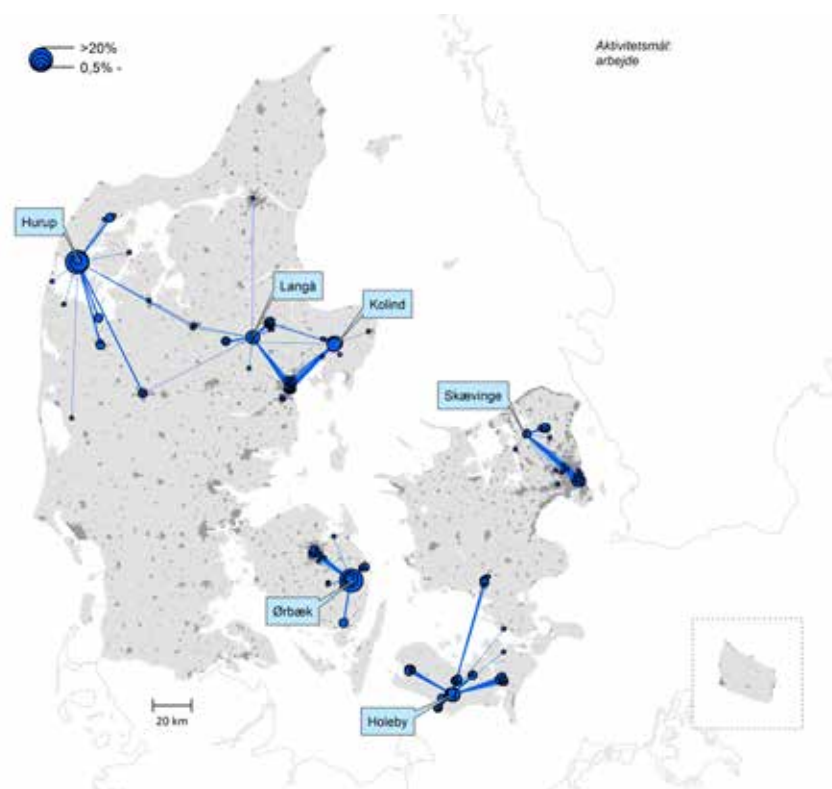 >20%
0,5% -
Aktivitetsmål:
arbejde
Hurup
Langå
Kolind
Skævinge
Ørbæk
Holeby
20 km